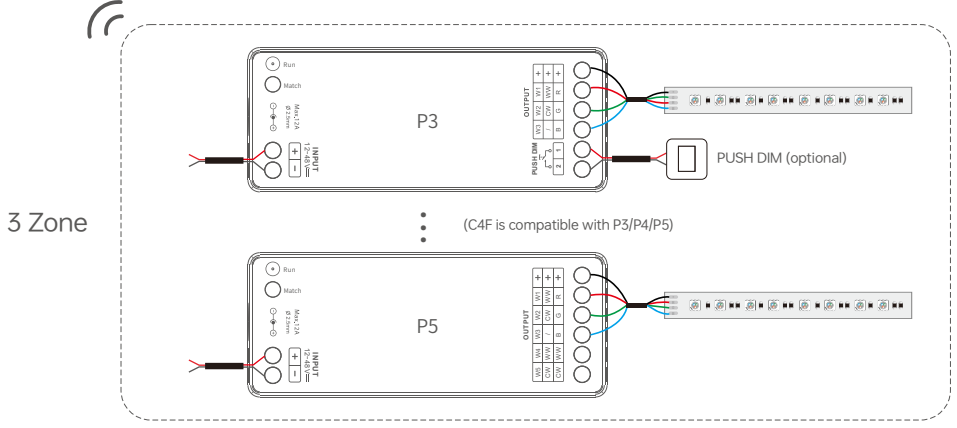 3 Zone
Run
Match
Max.12A
Ø 2.5mm
+
−
INPUT
12~48V
P3
OUTPUT
+ + +
W1 WW R
W2 CW G
W3 / B
PUSH DIM
1
2
PUSH DIM (optional)
(C4F is compatible with P3/P4/P5)
Run
Match
Max.12A
Ø 2.5mm
+
−
INPUT
12~48V
P5
OUTPUT
+ + +
W1 WW R
W2 CW G
W3 / B
W4 WW WW
W5 CW CW